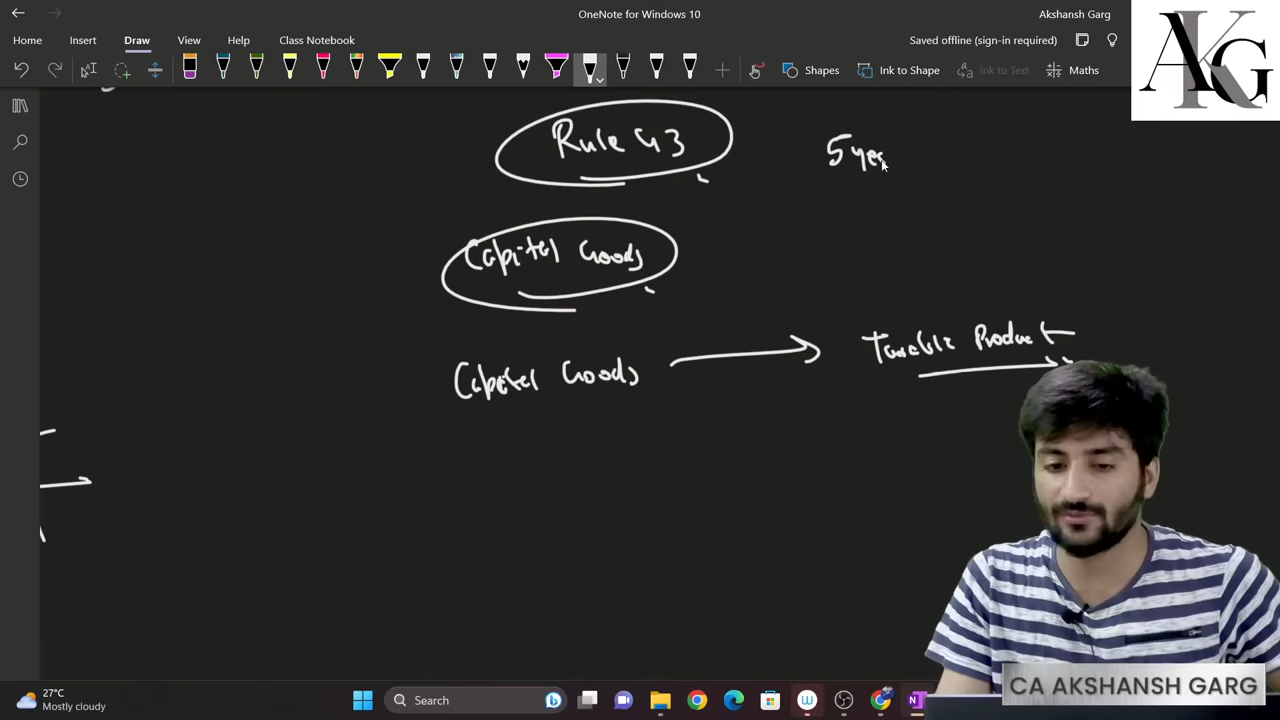 OneNote for Windows 10
Akshansh Garg
Home Insert Draw View Help Class Notebook
Saved offline (sign-in required)
Shapes Ink to Shape Ink to Text Maths
AKG
Rule 43
5 yea
Capital Goods
Capital Goods → Taxable Product
CA AKSHANSH GARG
27°C
Mostly cloudy
Search